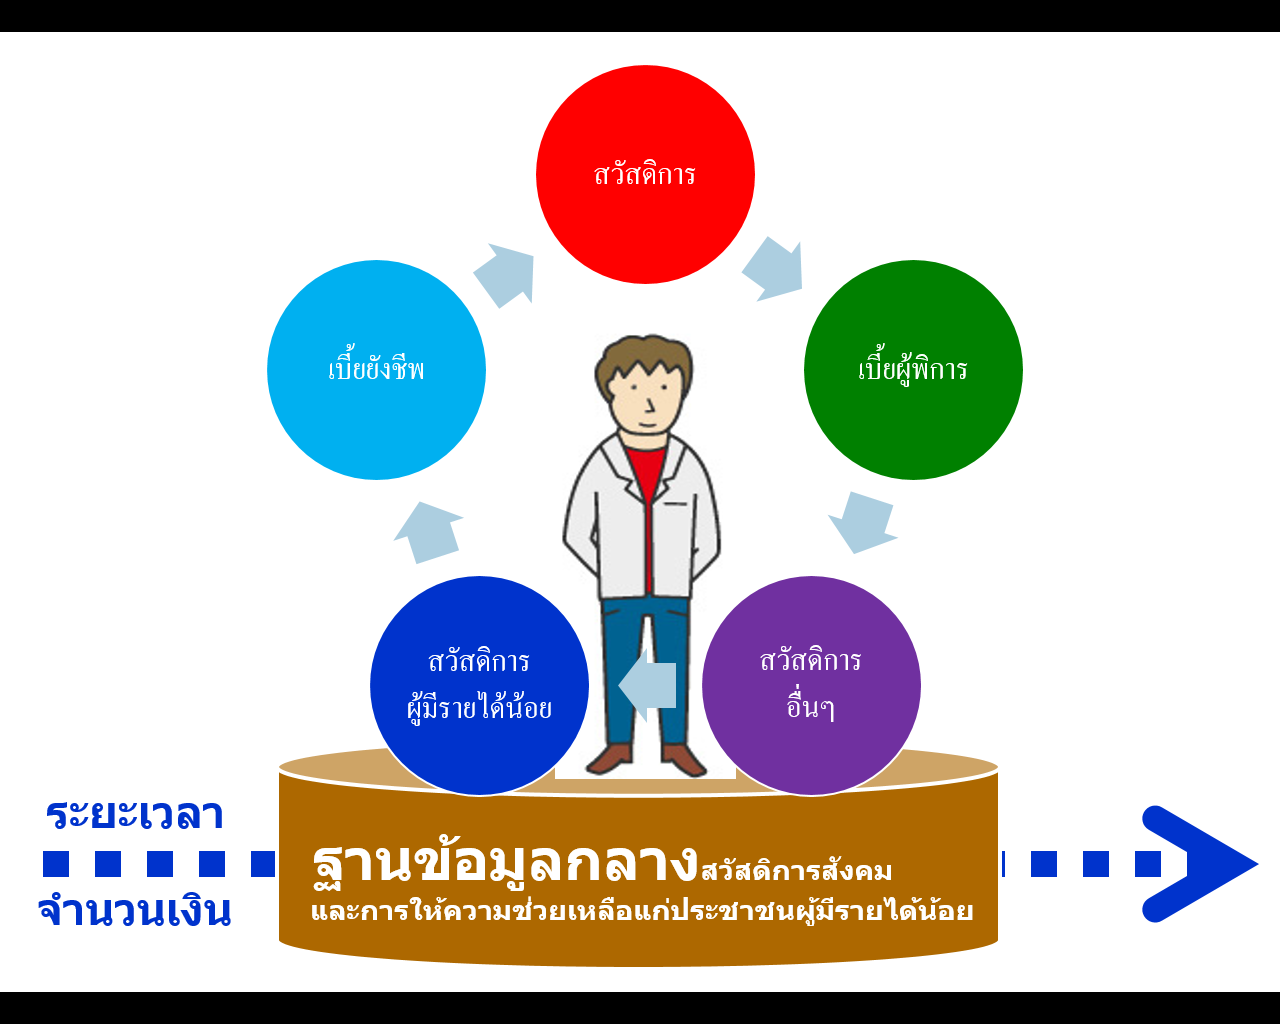 สวัสดิการ
เบี้ยยังชีพ
เบี้ยผู้พิการ
สวัสดิการ
ผู้มีรายได้น้อย
สวัสดิการ
อื่นๆ
ระยะเวลา
จำนวนเงิน
ฐานข้อมูลกลางสวัสดิการสังคม
และการให้ความช่วยเหลือแก่ประชาชนผู้มีรายได้น้อย